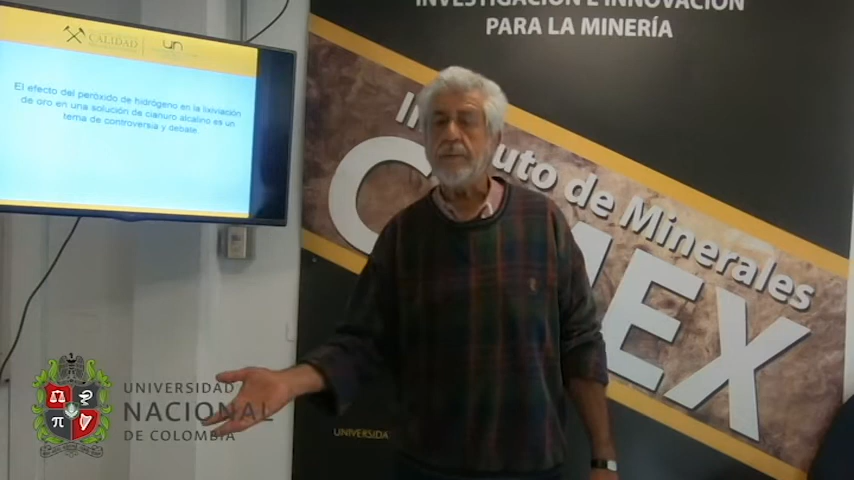 CALIDAD
un
El efecto del peróxido de hidrógeno en la lixiviación
de oro en una solución de cianuro alcalino es un
tema de controversia y debate.
INVESTIGACIÓN E INNOVACIÓN
PARA LA MINERÍA
Instituto de Minerales
CIMEX
UNIVERSIDA
UNIVERSIDAD
NACIONAL
DE COLOMBIA